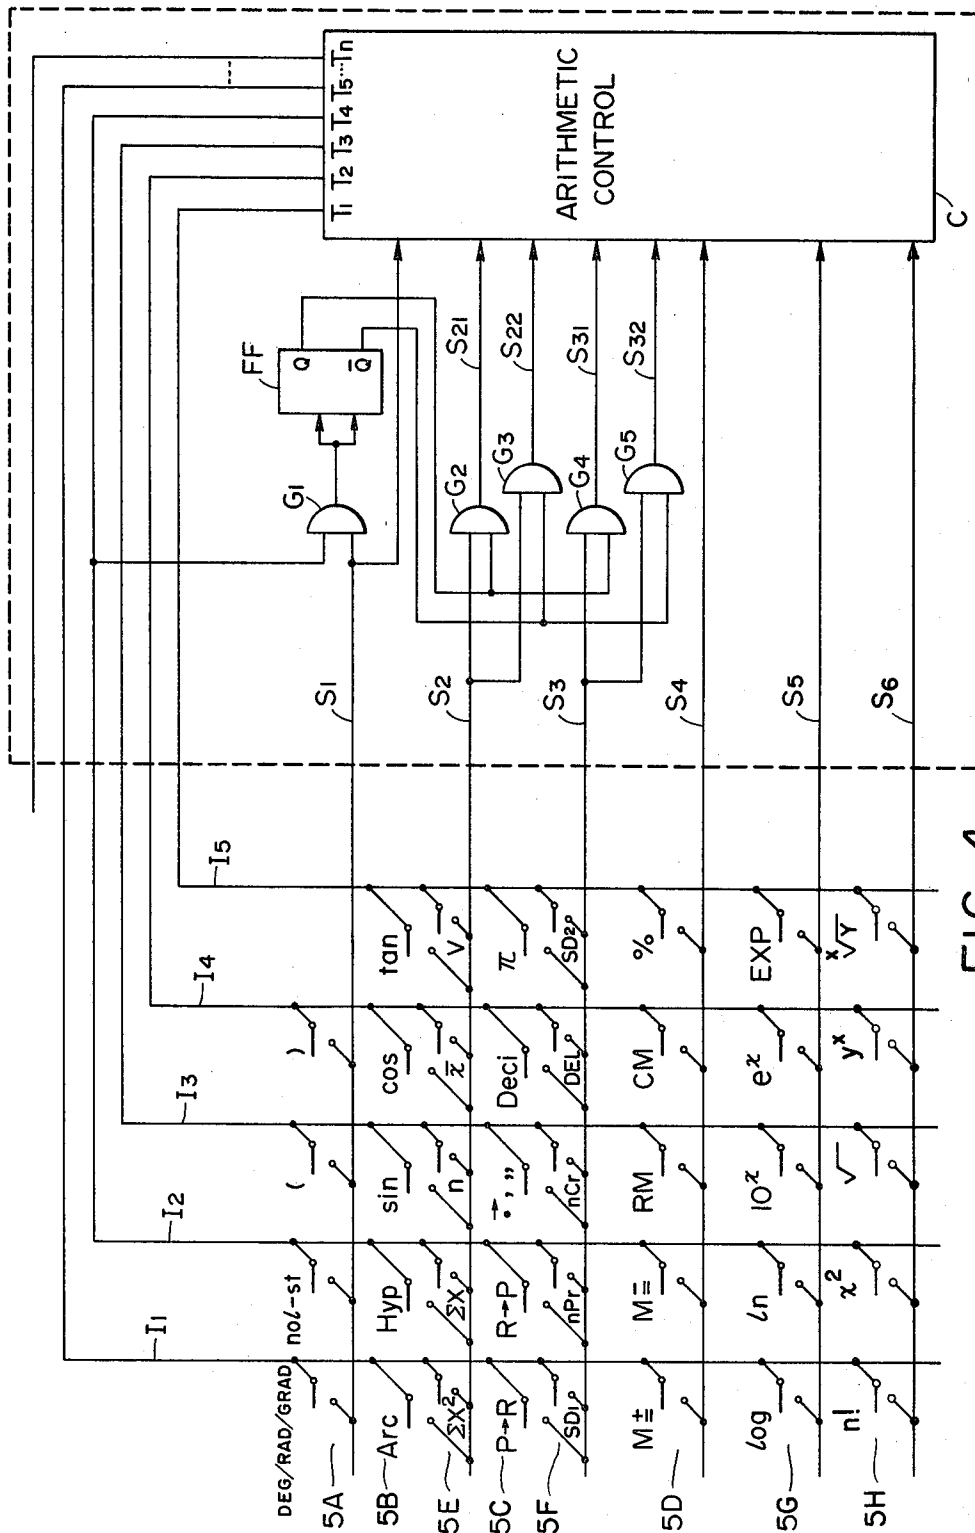 T1 T2 T3 T4 T5...Tn
ARITHMETIC
CONTROL
C
FF
Q
Q̅
G1
G2
G3
G4
G5
S21
S22
S31
S32
S1
S2
S3
S4
S5
S6
I1
I2
I3
I4
I5
5A DEG/RAD/GRAD nol-st ( )
5B Arc Hyp sin cos tan
5E ΣX² ΣX n x̄ V
5C P→R R→P →.,„ Deci π
5F SD1 nPr nCr DEL SD2
5D M± M= RM CM %
5G log ln 10ˣ eˣ EXP
5H n! x² √ yˣ ˣ√Y